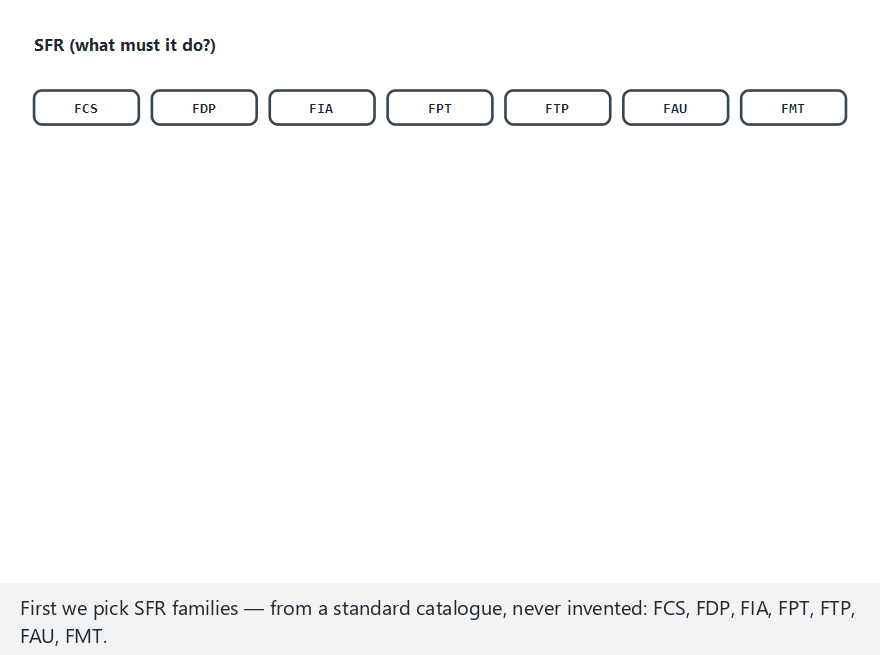 SFR (what must it do?)
FCS FDP FIA FPT FTP FAU FMT
First we pick SFR families — from a standard catalogue, never invented: FCS, FDP, FIA, FPT, FTP,
FAU, FMT.